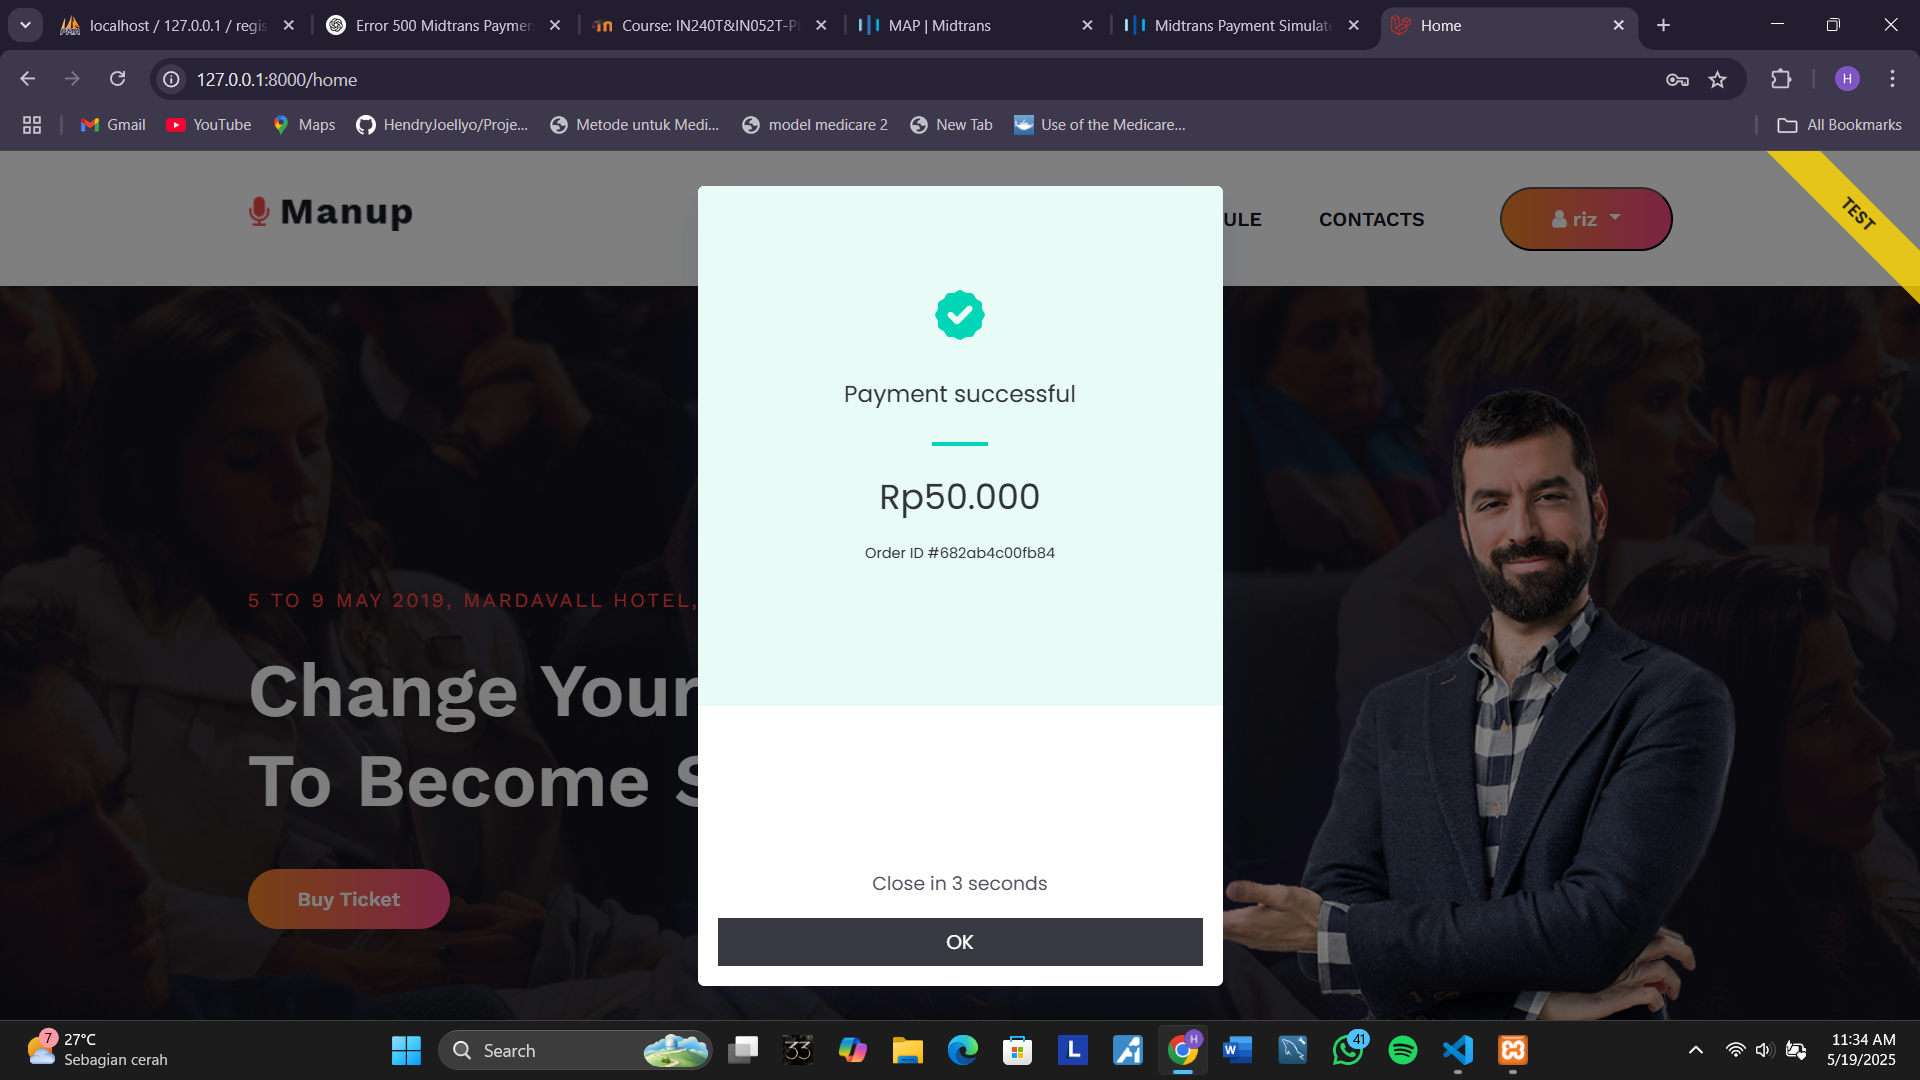 localhost / 127.0.0.1 / regis
Error 500 Midtrans Paymen
Course: IN240T&IN052T-P
MAP | Midtrans
Midtrans Payment Simulato
Home
127.0.0.1:8000/home
H
Gmail
YouTube
Maps
HendryJoellyo/Proje...
Metode untuk Medi...
model medicare 2
New Tab
Use of the Medicare...
All Bookmarks
Manup
ULE
CONTACTS
riz
TEST
Payment successful
Rp50.000
Order ID #682ab4c00fb84
5 TO 9 MAY 2019, MARDAVALL HOTEL,
Change Your
To Become S
Buy Ticket
Close in 3 seconds
OK
7
27°C
Sebagian cerah
Search
33
L
H
W
41
11:34 AM
5/19/2025